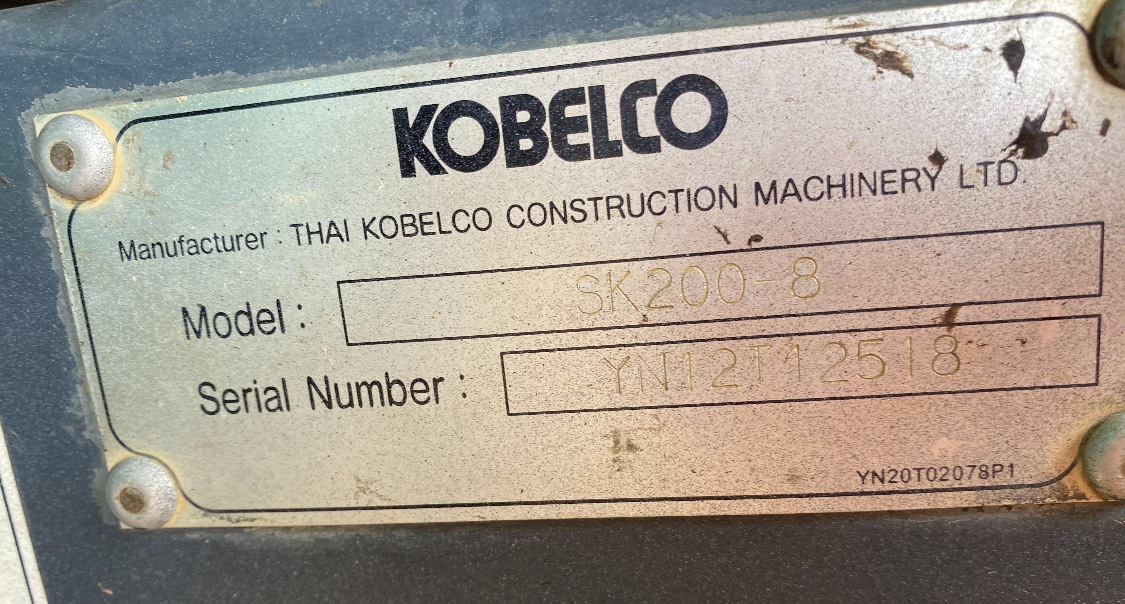 KOBELCO
Manufacturer : THAI KOBELCO CONSTRUCTION MACHINERY LTD.
Model : SK200-8
Serial Number : YN12T12518
YN20T02078P1